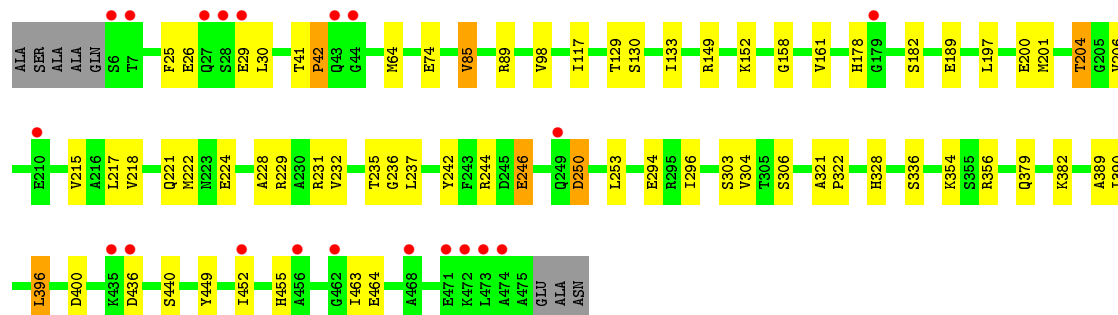 ALA SER ALA ALA GLN S6 T7 F25 E26 Q27 S28 E29 L30 T41 P42 Q43 G44 M64 E74 V85 R89 V98 I117 T129 S130 I133 R149 K152 G158 V161 H178 G179 S182 E189 L197 E200 M201 T204 G205 V206
E210 V215 A216 L217 V218 Q221 M222 N223 E224 A228 R229 A230 R231 V232 T235 G236 L237 Y242 F243 R244 D245 E246 Q249 D250 L253 E294 R295 I296 S303 V304 T305 S306 A321 P322 H328 S336 K354 S355 R356 Q379 K382 A389 I390
L396 D400 K435 D436 S440 Y449 I452 H455 A456 G462 I463 E464 A468 E471 K472 L473 A474 A475 GLU ALA ASN